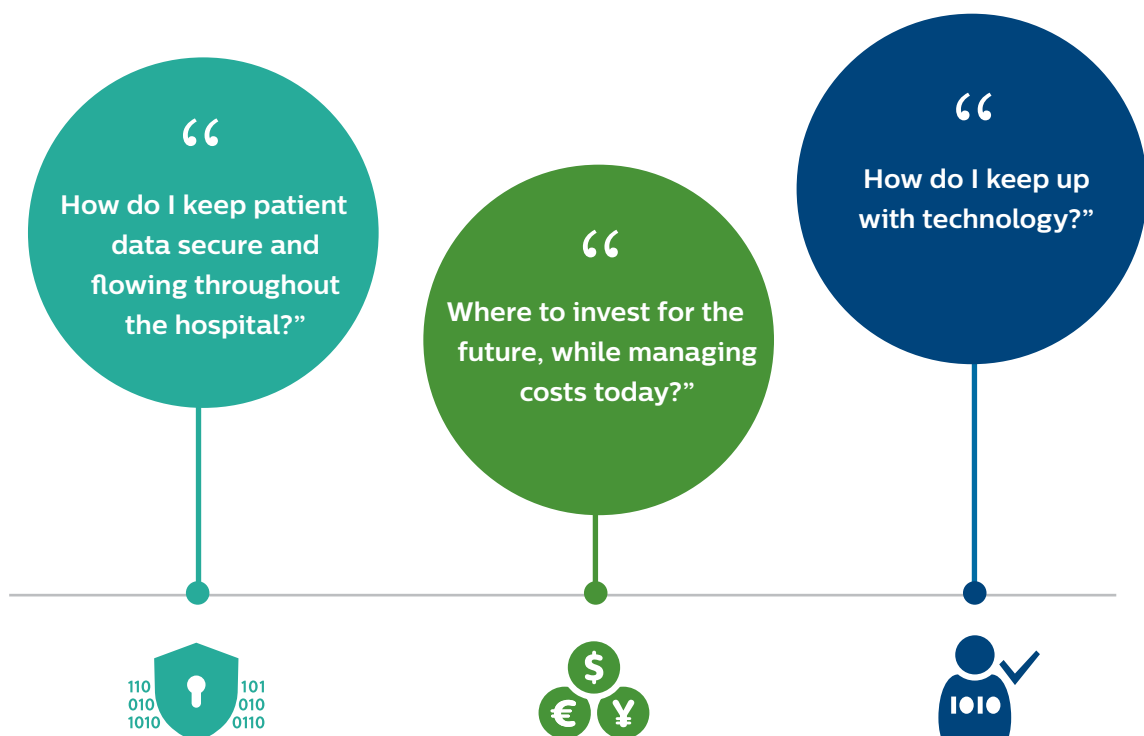 “
How do I keep patient
data secure and
flowing throughout
the hospital?”
“
Where to invest for the
future, while managing
costs today?”
“
How do I keep up
with technology?”
110
010
1010
101
010
0110
$
€
¥
1010